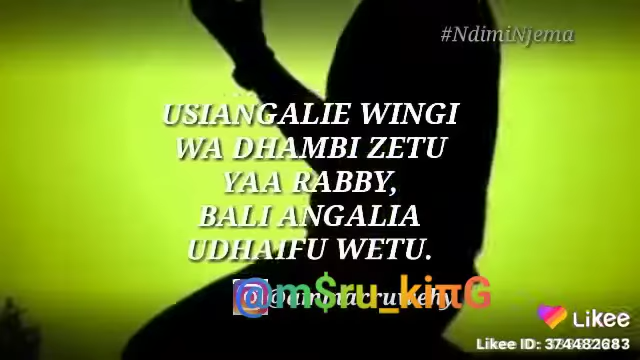 #NdimiNjema
USIANGALIE WINGI
WA DHAMBI ZETU
YAA RABBY,
BALI ANGALIA
UDHAIFU WETU.
@m$ru_kiπG
Likee
Likee ID: 374482683